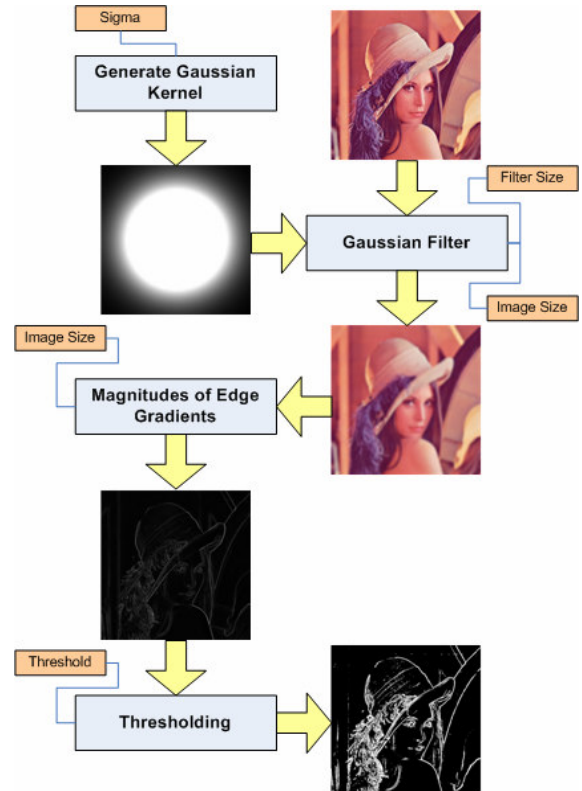 Sigma
Generate Gaussian
Kernel
Filter Size
Gaussian Filter
Image Size
Image Size
Magnitudes of Edge
Gradients
Threshold
Thresholding